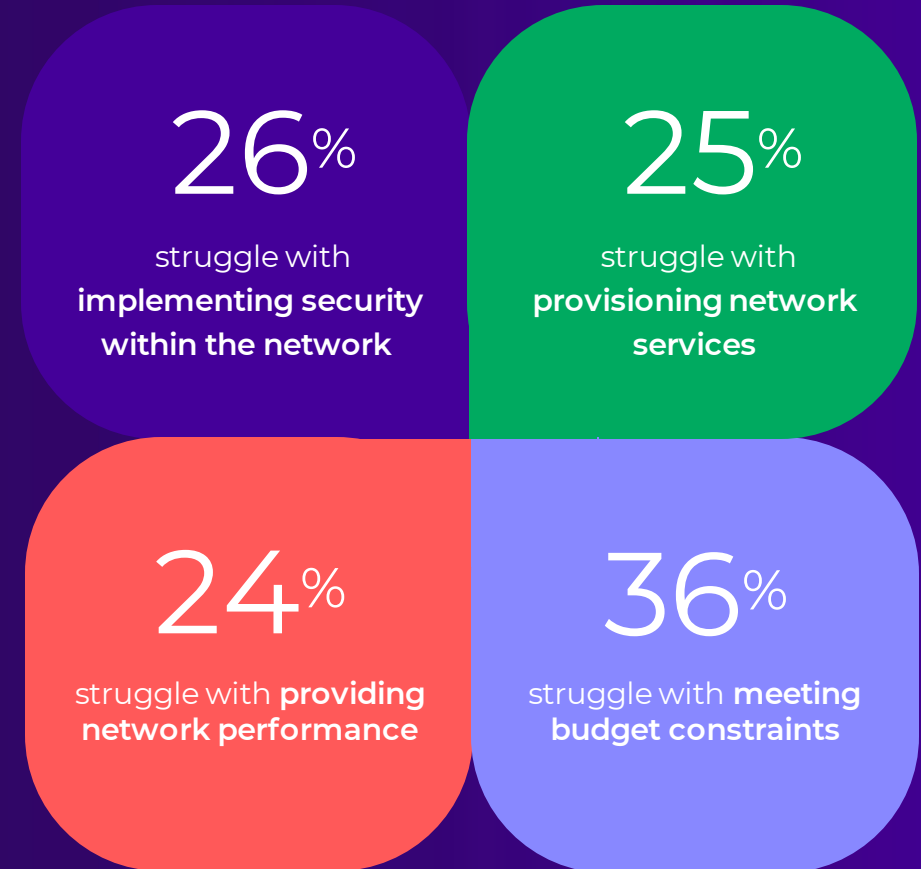 26%
struggle with
implementing security
within the network
25%
struggle with
provisioning network
services
24%
struggle with providing
network performance
36%
struggle with meeting
budget constraints